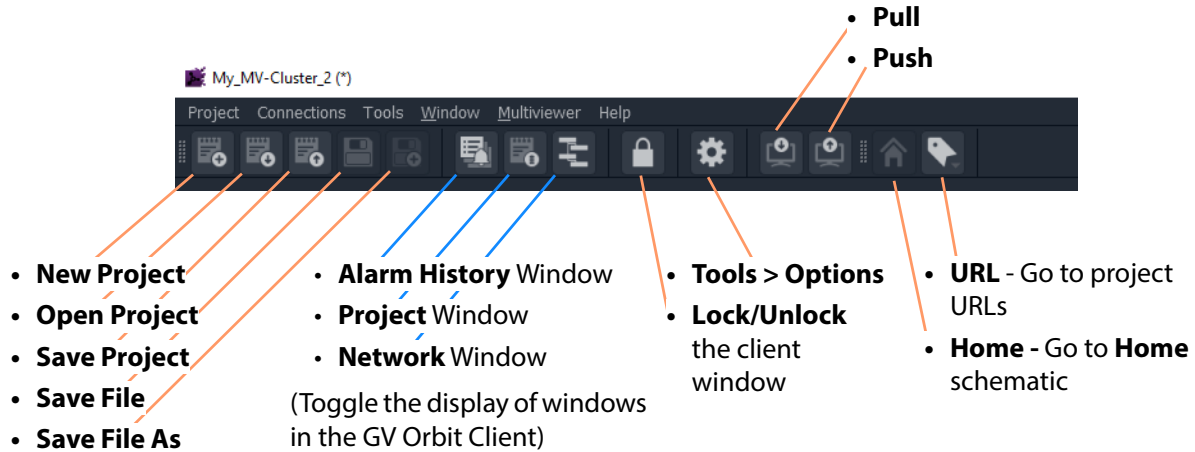 • Pull
• Push
My_MV-Cluster_2 (*)
Project Connections Tools Window Multiviewer Help
• New Project
• Open Project
• Save Project
• Save File
• Save File As
• Alarm History Window
• Project Window
• Network Window
(Toggle the display of windows
in the GV Orbit Client)
• Tools > Options
• Lock/Unlock
the client
window
• URL - Go to project
URLs
• Home - Go to Home
schematic